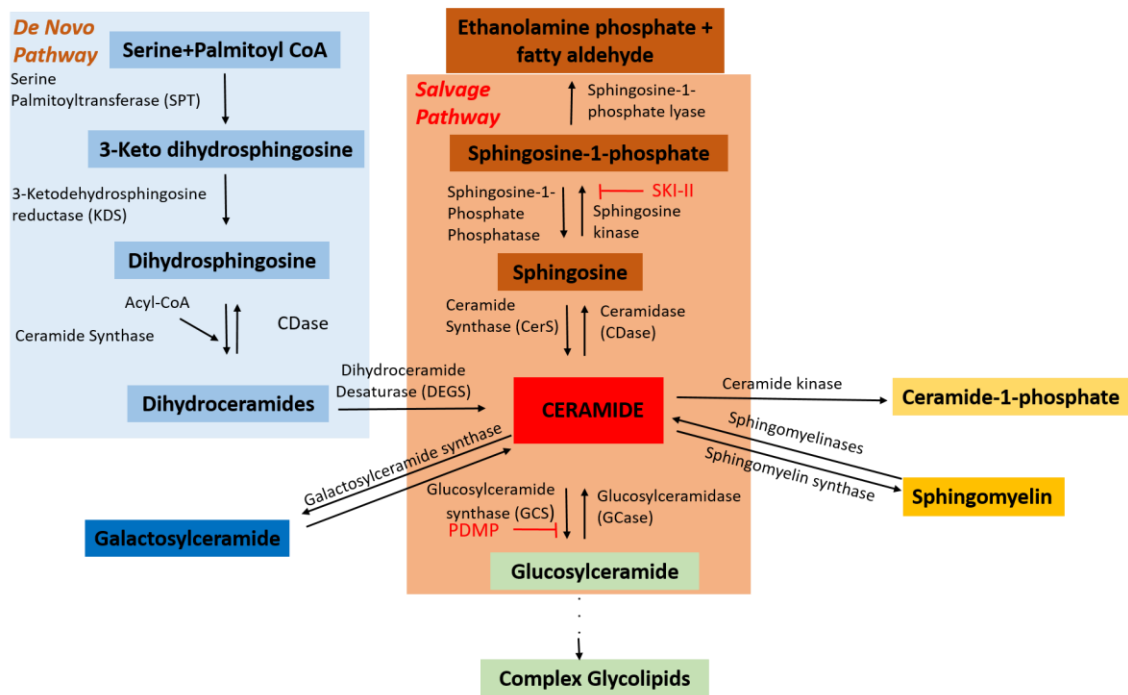 De Novo
Pathway
Serine+Palmitoyl CoA
Serine
Palmitoyltransferase (SPT)
3-Keto dihydrosphingosine
3-Ketodehydrosphingosine
reductase (KDS)
Dihydrosphingosine
Acyl-CoA
Ceramide Synthase
CDase
Dihydroceramides
Dihydroceramide
Desaturase (DEGS)
Ethanolamine phosphate +
fatty aldehyde
Salvage
Pathway
Sphingosine-1-
phosphate lyase
Sphingosine-1-phosphate
Sphingosine-1-
Phosphate
Phosphatase
SKI-II
Sphingosine
kinase
Sphingosine
Ceramide
Synthase (CerS)
Ceramidase
(CDase)
CERAMIDE
Ceramide kinase
Ceramide-1-phosphate
Sphingomyelinases
Sphingomyelin synthase
Sphingomyelin
Galactosylceramide synthase
Galactosylceramide
Glucosylceramide
synthase (GCS)
PDMP
Glucosylceramidase
(GCase)
Glucosylceramide
Complex Glycolipids